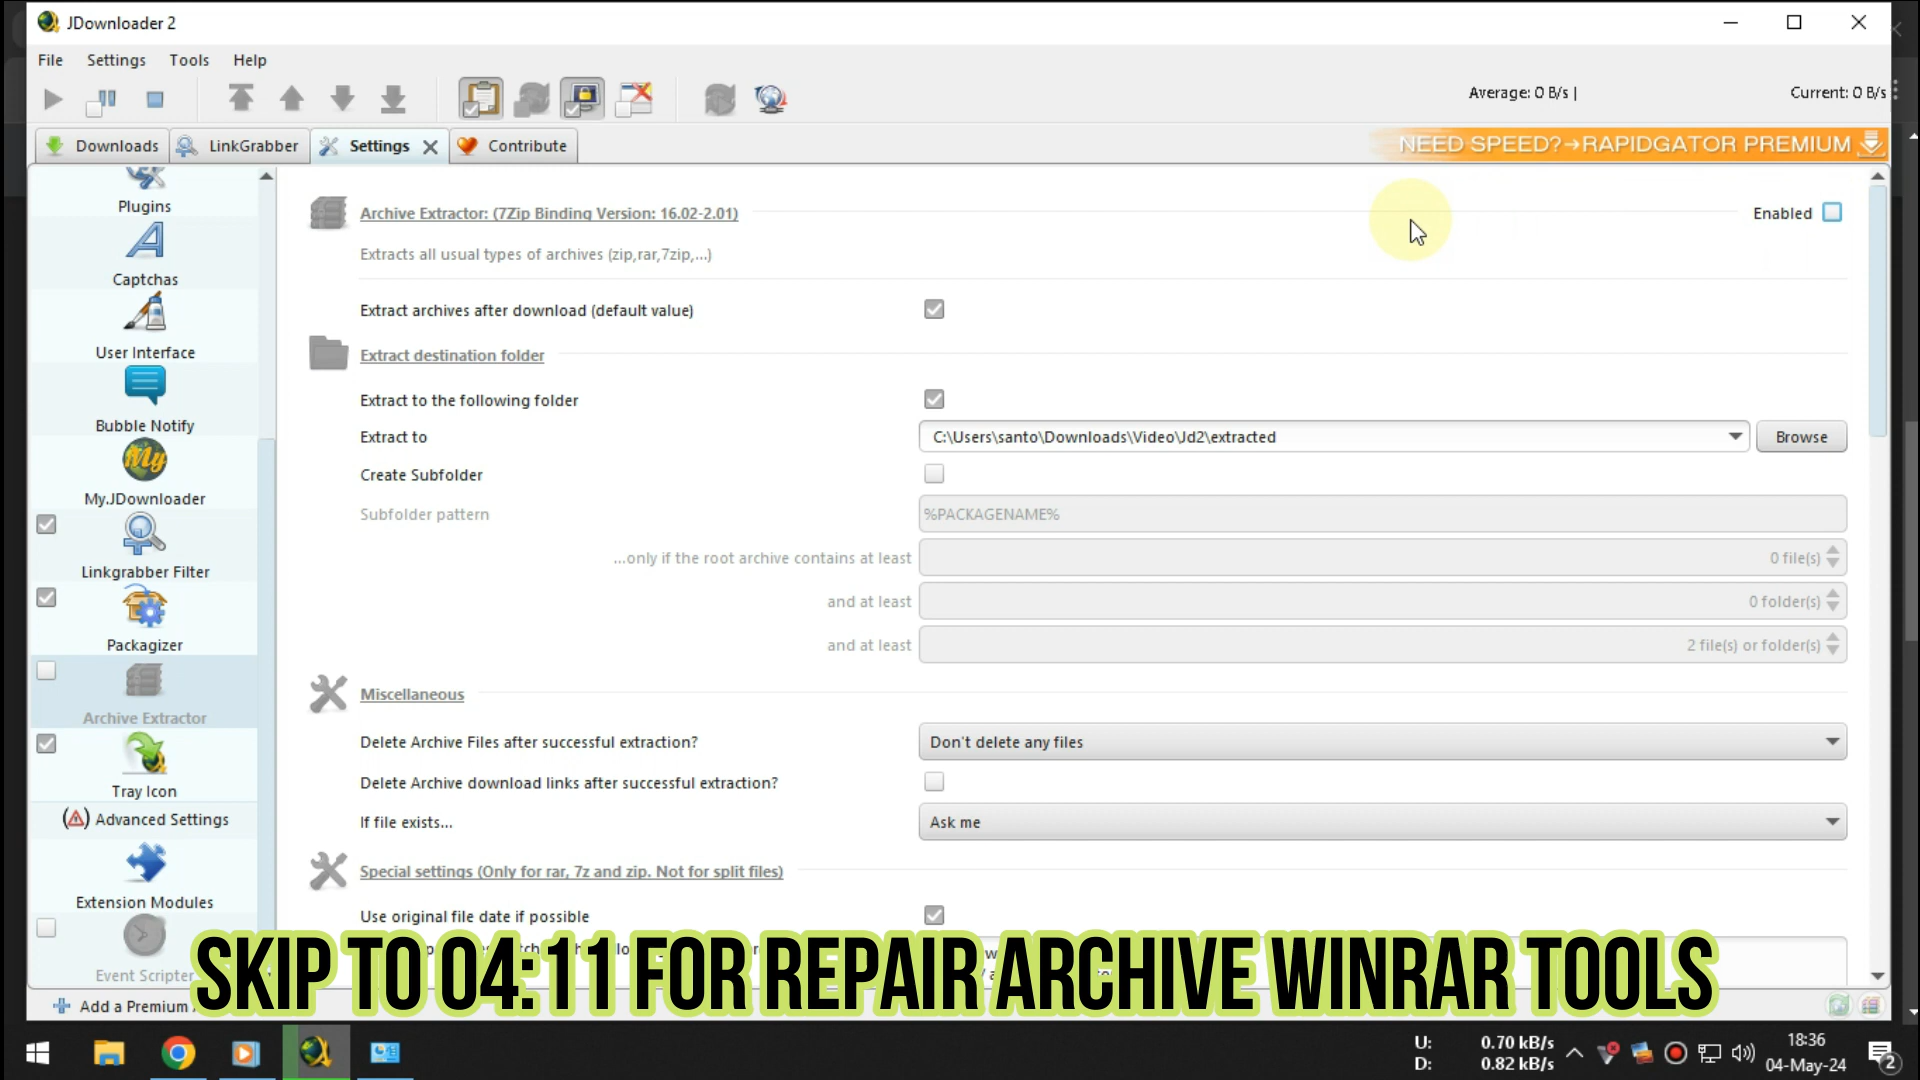 JDownloader 2
File Settings Tools Help
Average: 0 B/s | Current: 0 B/s
Downloads LinkGrabber Settings Contribute
NEED SPEED?→RAPIDGATOR PREMIUM
Plugins
Captchas
User Interface
Bubble Notify
My.JDownloader
Linkgrabber Filter
Packagizer
Archive Extractor
Tray Icon
Advanced Settings
Extension Modules
Event Scripter
Add a Premium
Archive Extractor: (7Zip Binding Version: 16.02-2.01)
Enabled
Extracts all usual types of archives (zip,rar,7zip,...)
Extract archives after download (default value)
Extract destination folder
Extract to the following folder
Extract to C:\Users\santo\Downloads\Video\Jd2\extracted Browse
Create Subfolder
Subfolder pattern %PACKAGENAME%
...only if the root archive contains at least 0 file(s)
and at least 0 folder(s)
and at least 2 file(s) or folder(s)
Miscellaneous
Delete Archive Files after successful extraction? Don't delete any files
Delete Archive download links after successful extraction?
If file exists... Ask me
Special settings (Only for rar, 7z and zip. Not for split files)
Use original file date if possible
SKIP TO 04:11 FOR REPAIR ARCHIVE WINRAR TOOLS
U: 0.70 kB/s
D: 0.82 kB/s
18:36
04-May-24
2